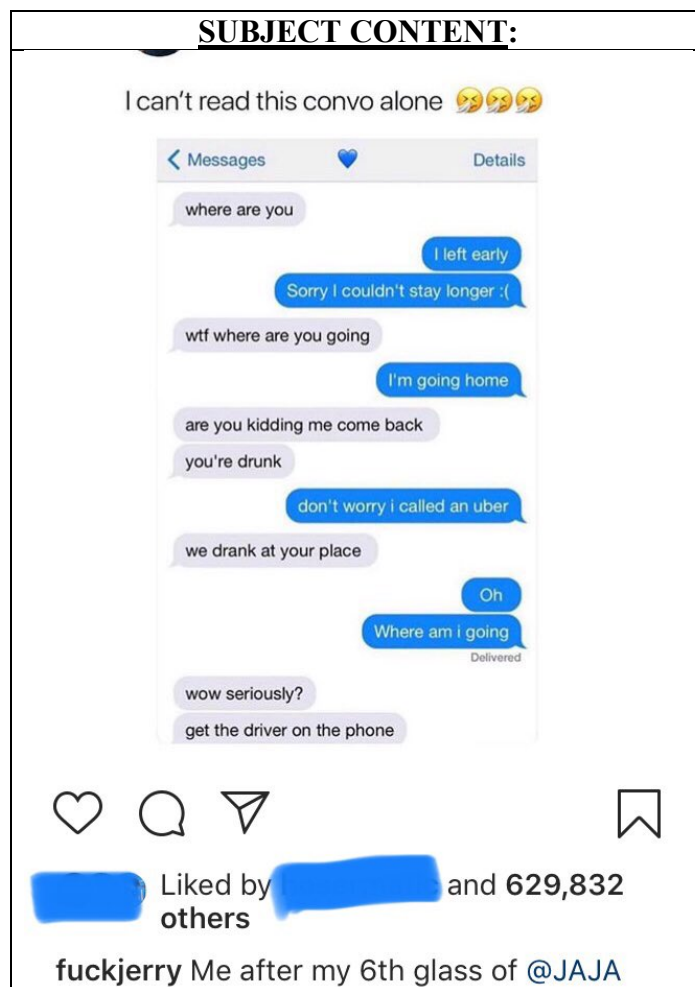 SUBJECT CONTENT:
I can't read this convo alone 🤧🤧🤧
Messages 💙 Details
where are you
I left early
Sorry I couldn't stay longer :(
wtf where are you going
I'm going home
are you kidding me come back
you're drunk
don't worry i called an uber
we drank at your place
Oh
Where am i going
Delivered
wow seriously?
get the driver on the phone
Liked by and 629,832
others
fuckjerry Me after my 6th glass of @JAJA